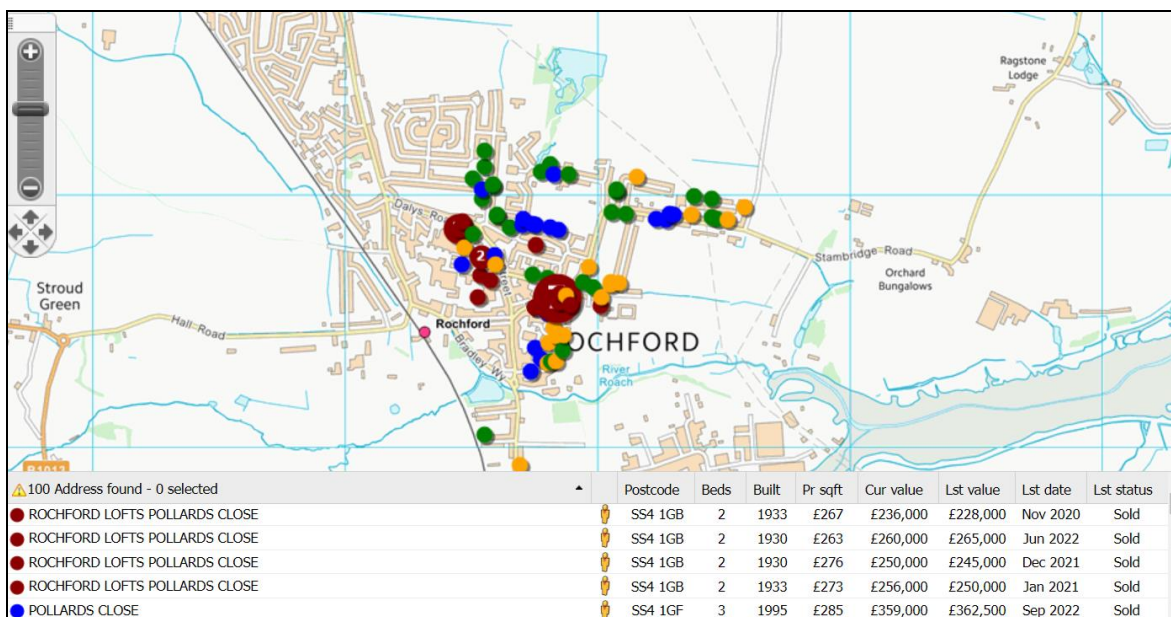 Ragstone
Lodge
Dalys Ro
2
Stambridge Road
Orchard
Bungalows
Stroud
Green
Hall Road
Rochford
Bradley Wy
OCHFORD
River
Roach
B1013
100 Address found - 0 selected Postcode Beds Built Pr sqft Cur value Lst value Lst date Lst status
ROCHFORD LOFTS POLLARDS CLOSE SS4 1GB 2 1933 £267 £236,000 £228,000 Nov 2020 Sold
ROCHFORD LOFTS POLLARDS CLOSE SS4 1GB 2 1930 £263 £260,000 £265,000 Jun 2022 Sold
ROCHFORD LOFTS POLLARDS CLOSE SS4 1GB 2 1930 £276 £250,000 £245,000 Dec 2021 Sold
ROCHFORD LOFTS POLLARDS CLOSE SS4 1GB 2 1933 £273 £256,000 £250,000 Jan 2021 Sold
POLLARDS CLOSE SS4 1GF 3 1995 £285 £359,000 £362,500 Sep 2022 Sold